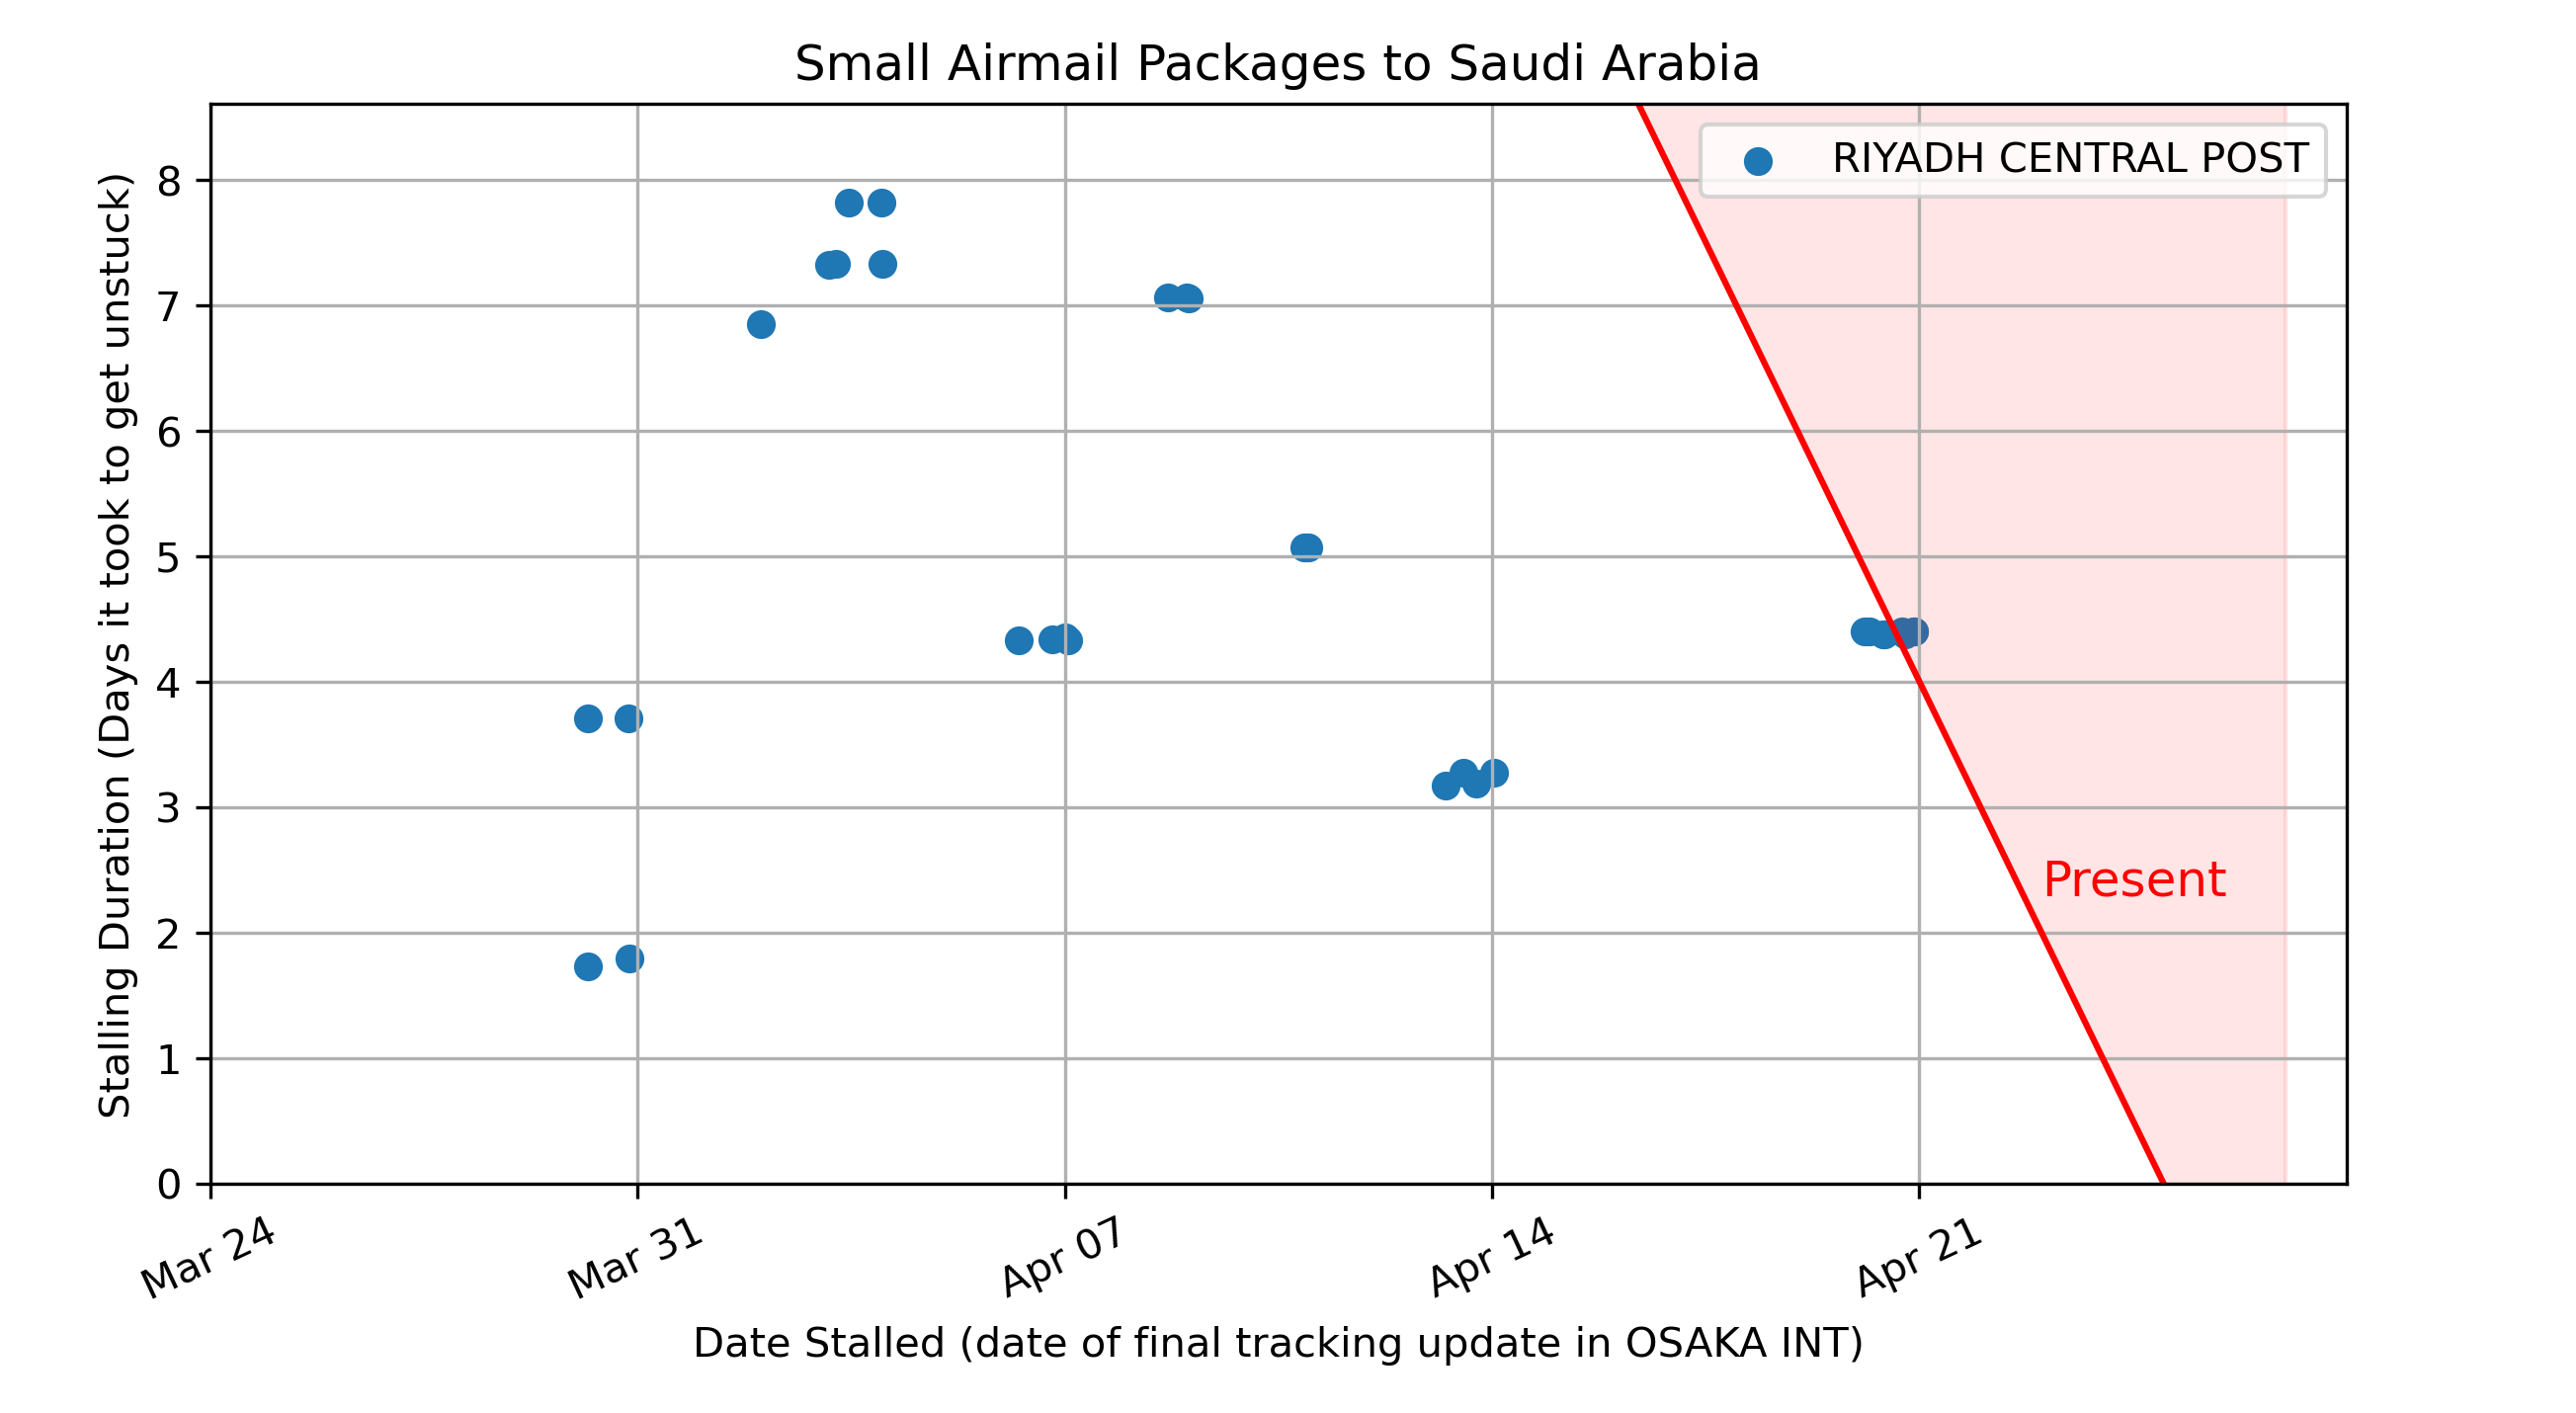 Small Airmail Packages to Saudi Arabia
RIYADH CENTRAL POST
Stalling Duration (Days it took to get unstuck)
8
7
6
5
4
3
2
1
0
Present
Mar 24
Mar 31
Apr 07
Apr 14
Apr 21
Date Stalled (date of final tracking update in OSAKA INT)